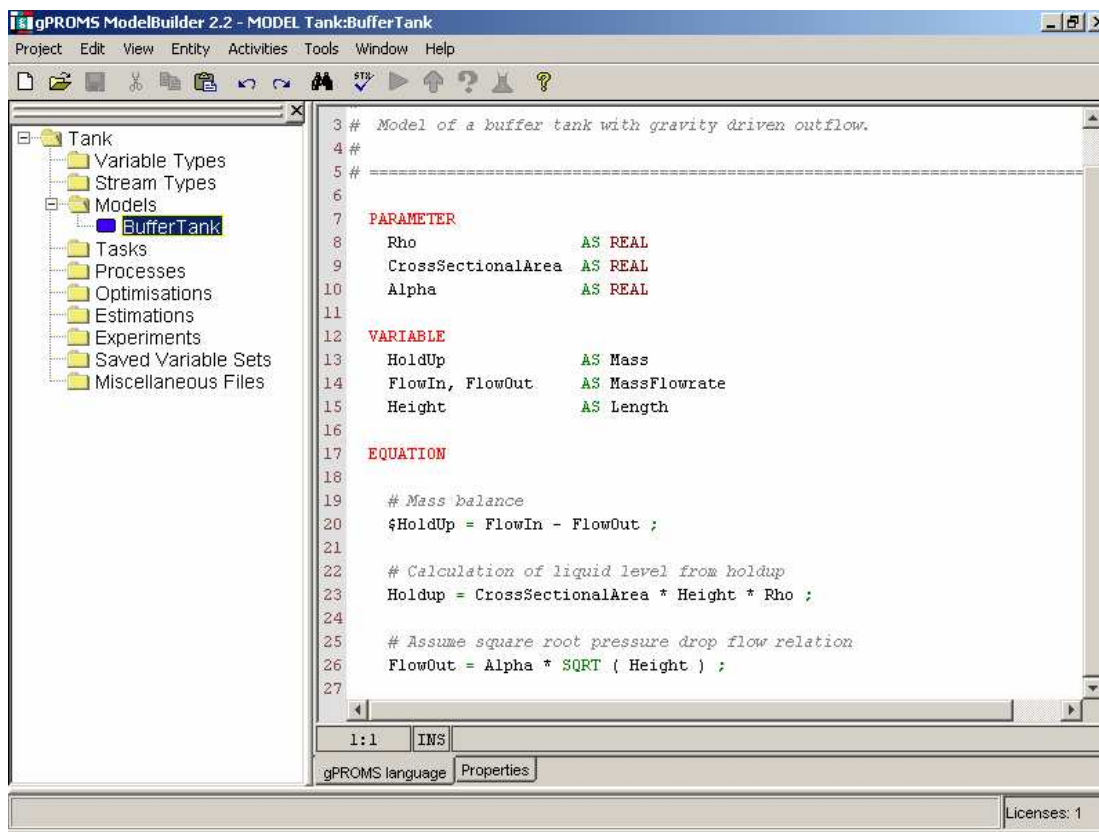 gPROMS ModelBuilder 2.2 - MODEL Tank:BufferTank
Project Edit View Entity Activities Tools Window Help
Tank
Variable Types
Stream Types
Models
BufferTank
Tasks
Processes
Optimisations
Estimations
Experiments
Saved Variable Sets
Miscellaneous Files
3 # Model of a buffer tank with gravity driven outflow.
4 #
5 # ==========================================================================
6
7 PARAMETER
8 Rho AS REAL
9 CrossSectionalArea AS REAL
10 Alpha AS REAL
11
12 VARIABLE
13 HoldUp AS Mass
14 FlowIn, FlowOut AS MassFlowrate
15 Height AS Length
16
17 EQUATION
18
19 # Mass balance
20 $HoldUp = FlowIn - FlowOut ;
21
22 # Calculation of liquid level from holdup
23 Holdup = CrossSectionalArea * Height * Rho ;
24
25 # Assume square root pressure drop flow relation
26 FlowOut = Alpha * SQRT ( Height ) ;
27
1:1 INS
gPROMS language Properties
Licenses: 1